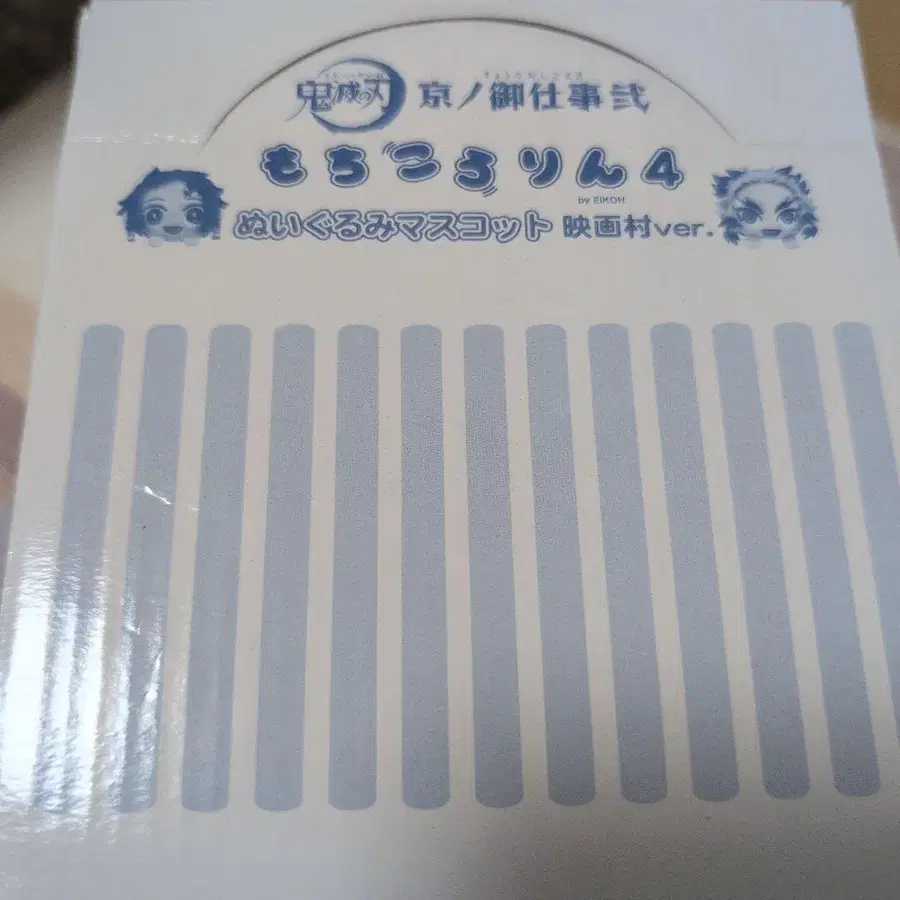 鬼滅の刃 京ノ御仕事弐
もちころりん4
by EIKOH
ぬいぐるみマスコット 映画村ver.